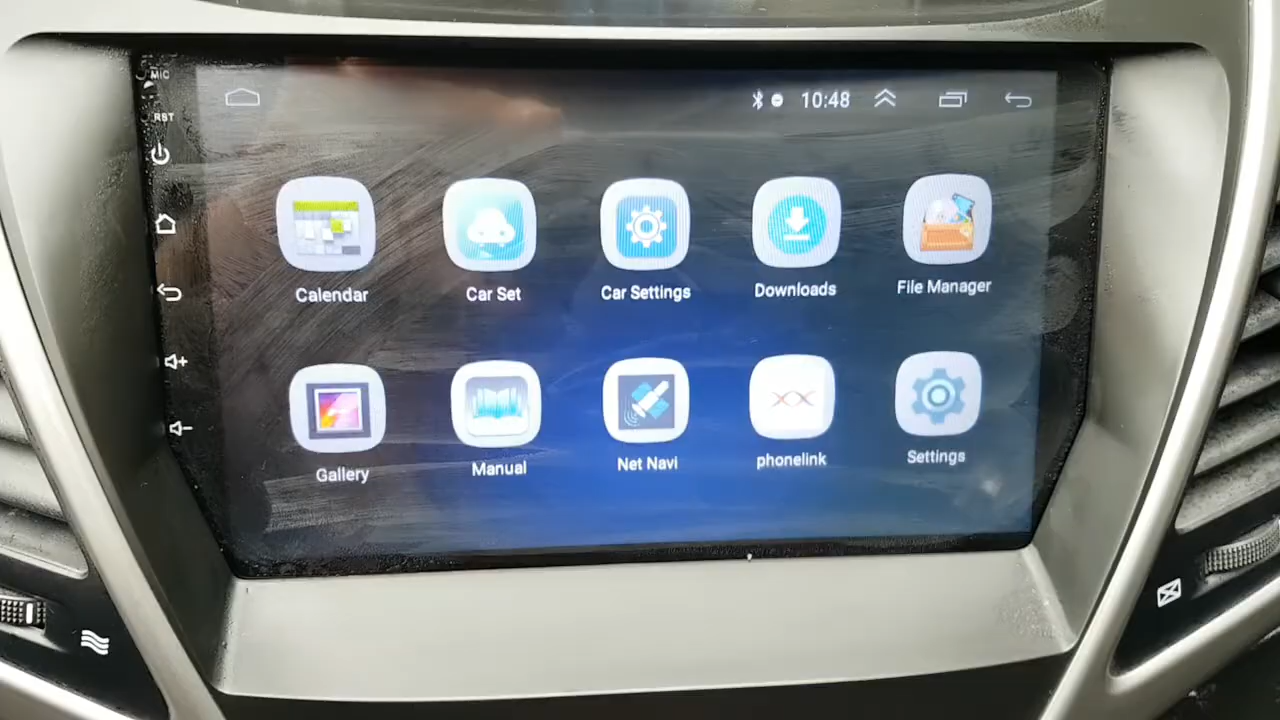 MIC
10:48
RST
Calendar
Car Set
Car Settings
Downloads
File Manager
Gallery
Manual
Net Navi
phonelink
Settings